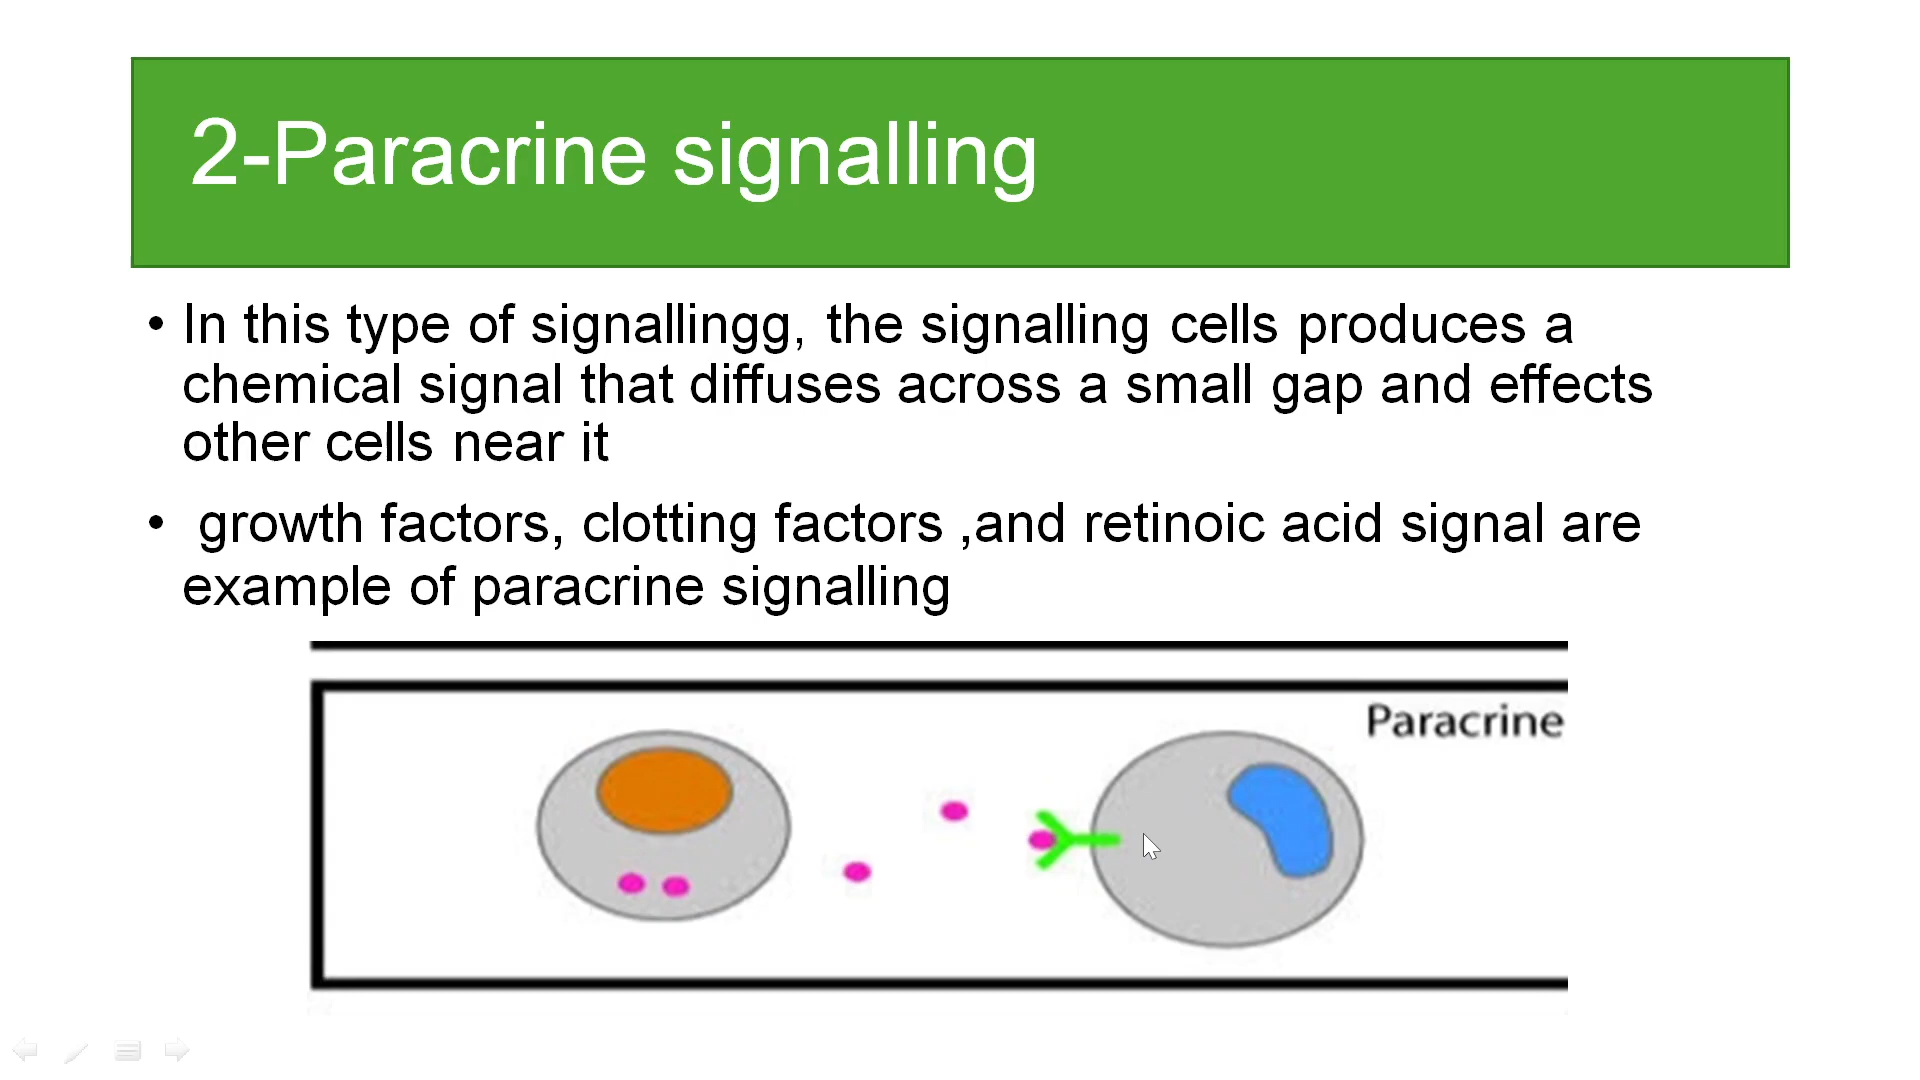 2-Paracrine signalling
• In this type of signallingg, the signalling cells produces a
chemical signal that diffuses across a small gap and effects
other cells near it
• growth factors, clotting factors ,and retinoic acid signal are
example of paracrine signalling
Paracrine